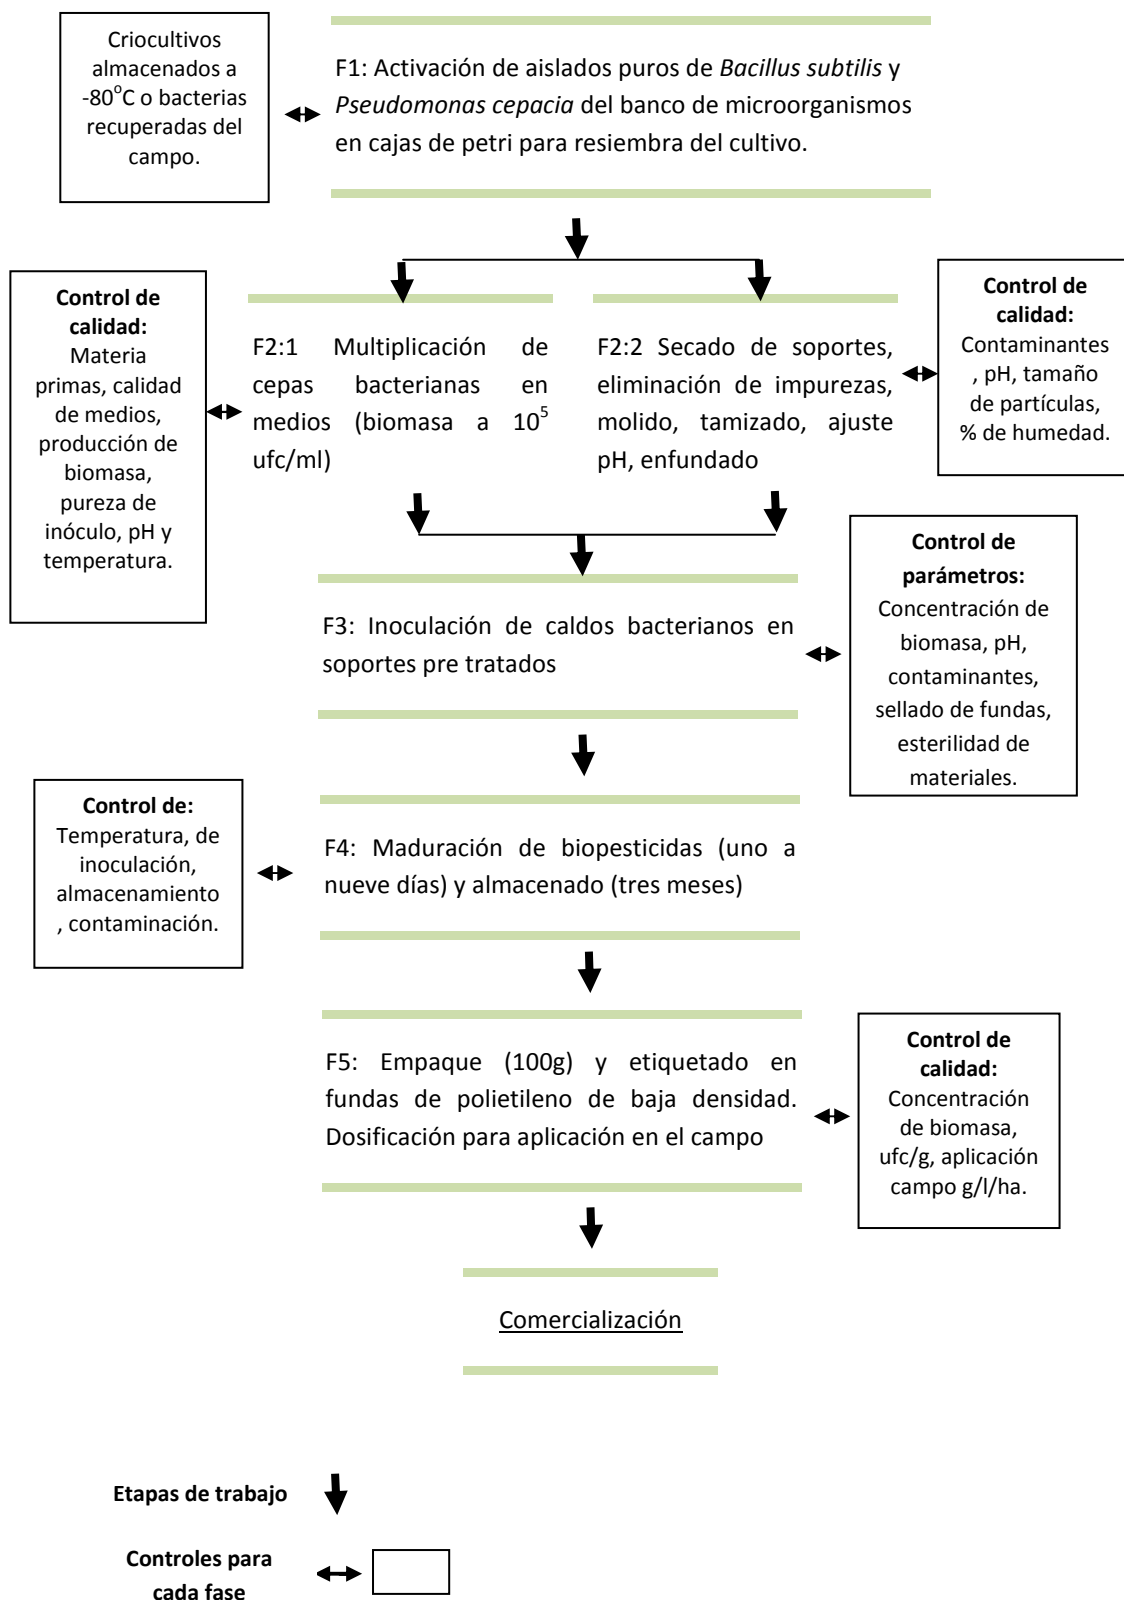 Criocultivos
almacenados a
-80°C o bacterias
recuperadas del
campo.
F1: Activación de aislados puros de Bacillus subtilis y
Pseudomonas cepacia del banco de microorganismos
en cajas de petri para resiembra del cultivo.
Control de
calidad:
Materia
primas, calidad
de medios,
producción de
biomasa,
pureza de
inóculo, pH y
temperatura.
F2:1 Multiplicación de
cepas bacterianas en
medios (biomasa a 10⁵
ufc/ml)
F2:2 Secado de soportes,
eliminación de impurezas,
molido, tamizado, ajuste
pH, enfundado
Control de
calidad:
Contaminantes
, pH, tamaño
de partículas,
% de humedad.
F3: Inoculación de caldos bacterianos en
soportes pre tratados
Control de
parámetros:
Concentración de
biomasa, pH,
contaminantes,
sellado de fundas,
esterilidad de
materiales.
Control de:
Temperatura, de
inoculación,
almacenamiento
, contaminación.
F4: Maduración de biopesticidas (uno a
nueve días) y almacenado (tres meses)
F5: Empaque (100g) y etiquetado en
fundas de polietileno de baja densidad.
Dosificación para aplicación en el campo
Control de
calidad:
Concentración
de biomasa,
ufc/g, aplicación
campo g/l/ha.
Comercialización
Etapas de trabajo
Controles para
cada fase